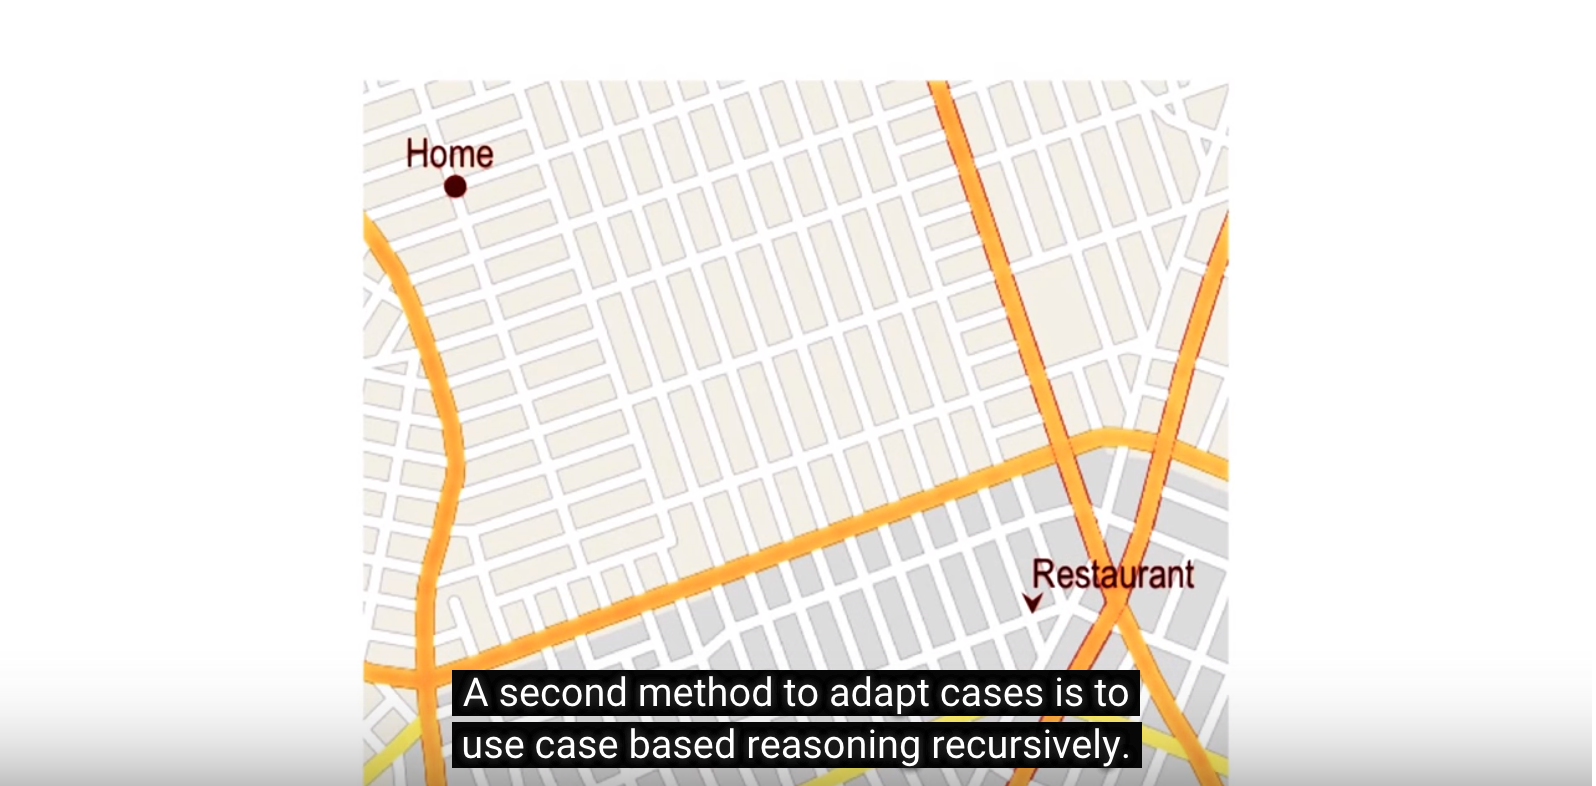 Home
Restaurant
A second method to adapt cases is to
use case based reasoning recursively.